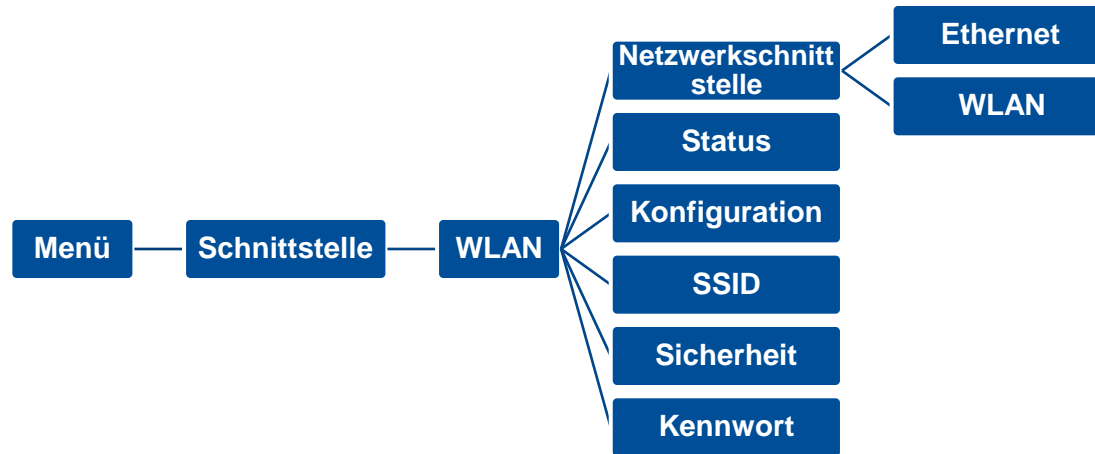 Ethernet
Netzwerkschnitt
stelle
WLAN
Status
Konfiguration
Menü
Schnittstelle
WLAN
SSID
Sicherheit
Kennwort